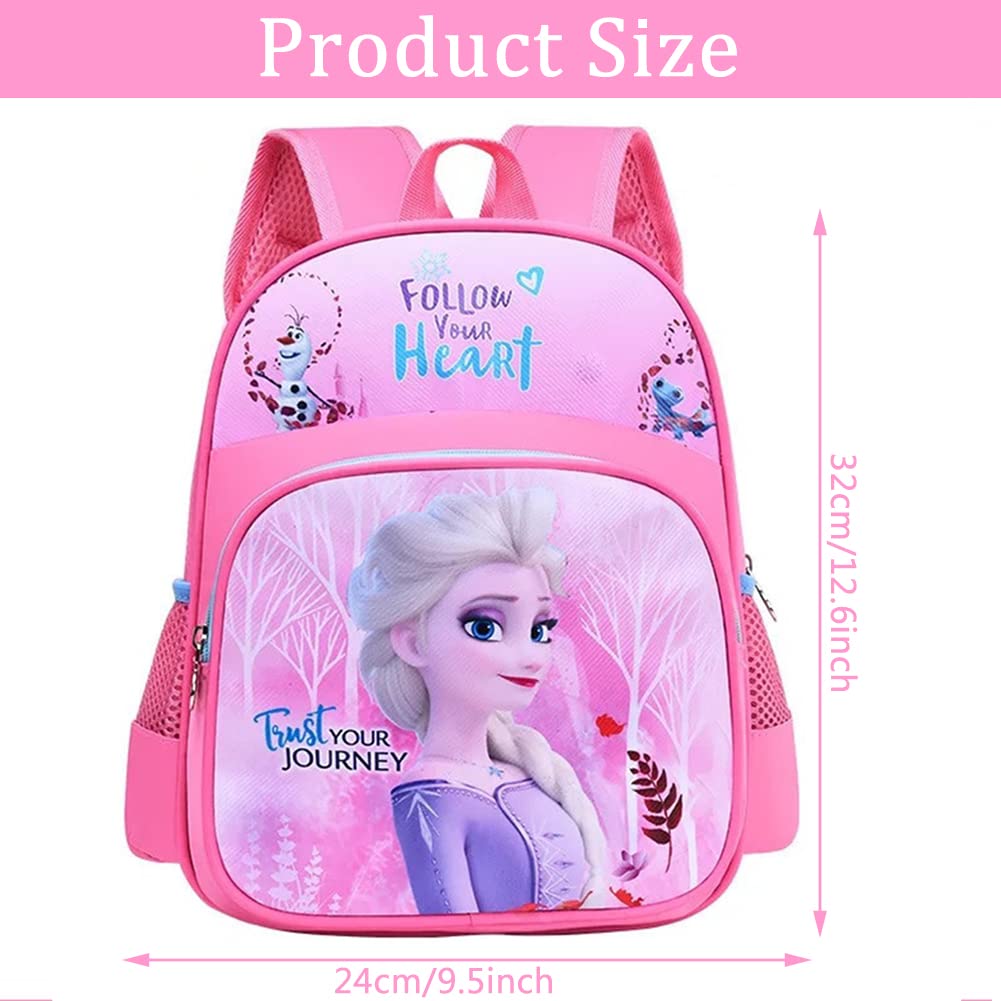 Product Size
FOLLOW
YOUR
HeART
32cm/12.6inch
Trust YOUR
JOURNEY
24cm/9.5inch